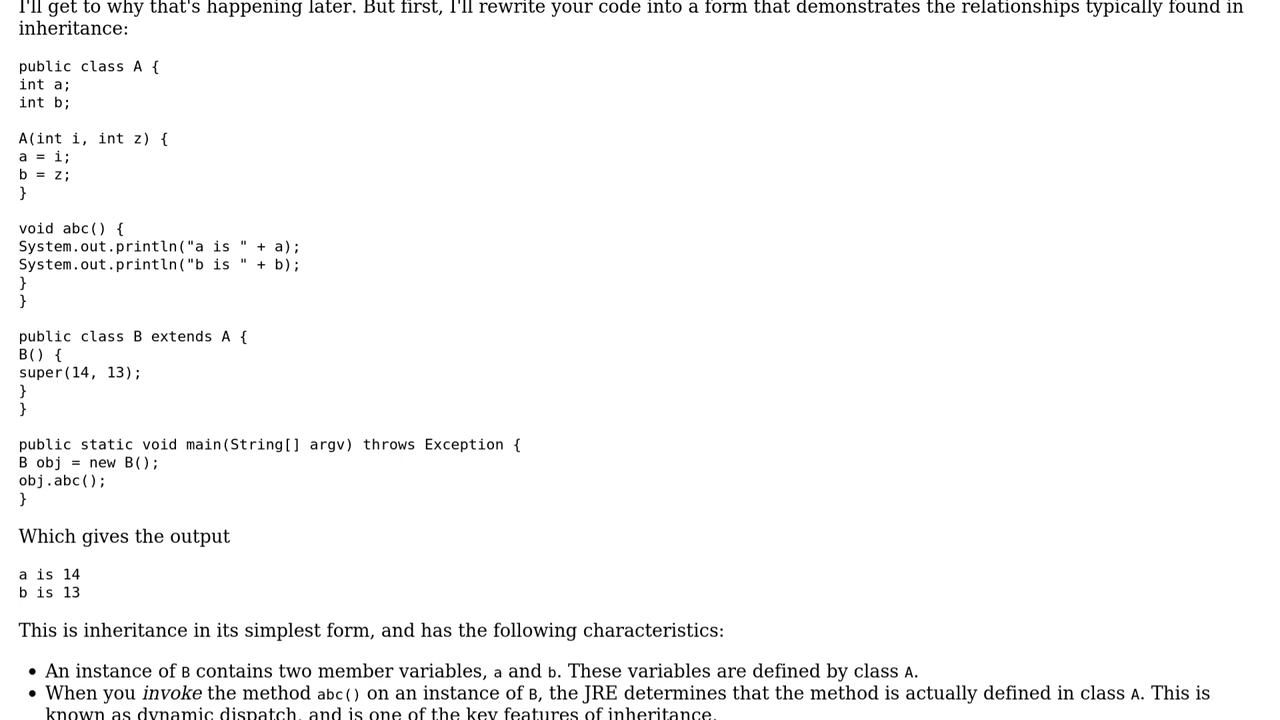 I'll get to why that's happening later. But first, I'll rewrite your code into a form that demonstrates the relationships typically found in
inheritance:
public class A {
int a;
int b;
A(int i, int z) {
a = i;
b = z;
}
void abc() {
System.out.println("a is " + a);
System.out.println("b is " + b);
}
}
public class B extends A {
B() {
super(14, 13);
}
}
public static void main(String[] argv) throws Exception {
B obj = new B();
obj.abc();
}
Which gives the output
a is 14
b is 13
This is inheritance in its simplest form, and has the following characteristics:
• An instance of B contains two member variables, a and b. These variables are defined by class A.
• When you invoke the method abc() on an instance of B, the JRE determines that the method is actually defined in class A. This is
known as dynamic dispatch, and is one of the key features of inheritance.